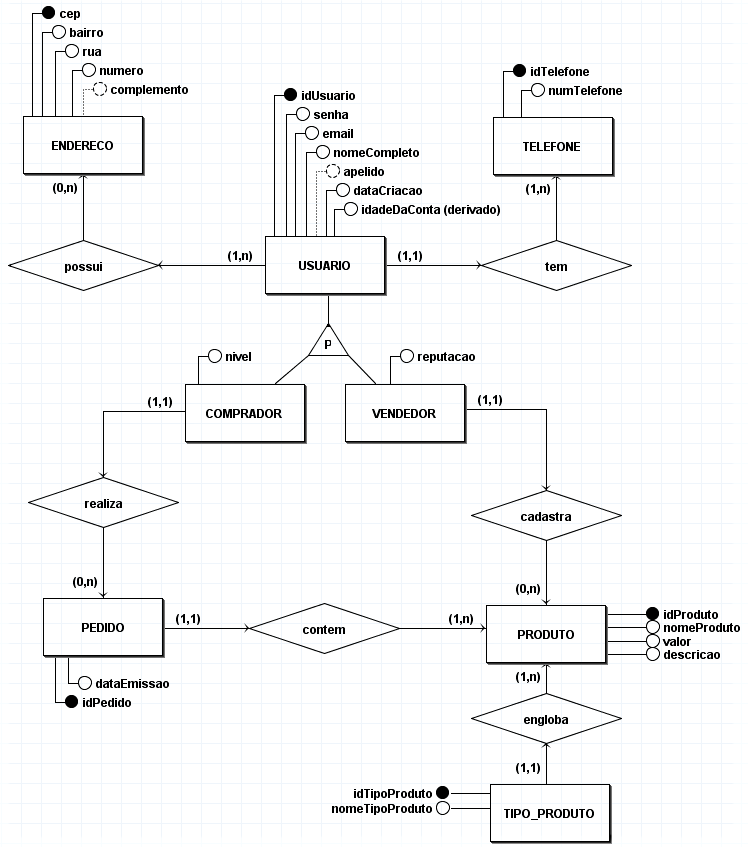 cep
bairro
rua
numero
complemento
ENDERECO
(0,n)
idTelefone
numTelefone
TELEFONE
(1,n)
idUsuario
senha
email
nomeCompleto
apelido
dataCriacao
idadeDaConta (derivado)
USUARIO
(1,n)
(1,1)
possui
tem
p
nivel
reputacao
COMPRADOR
VENDEDOR
(1,1)
(1,1)
realiza
cadastra
(0,n)
(0,n)
PEDIDO
(1,1)
contem
(1,n)
PRODUTO
idProduto
nomeProduto
valor
descricao
dataEmissao
idPedido
(1,n)
engloba
(1,1)
idTipoProduto
nomeTipoProduto
TIPO_PRODUTO